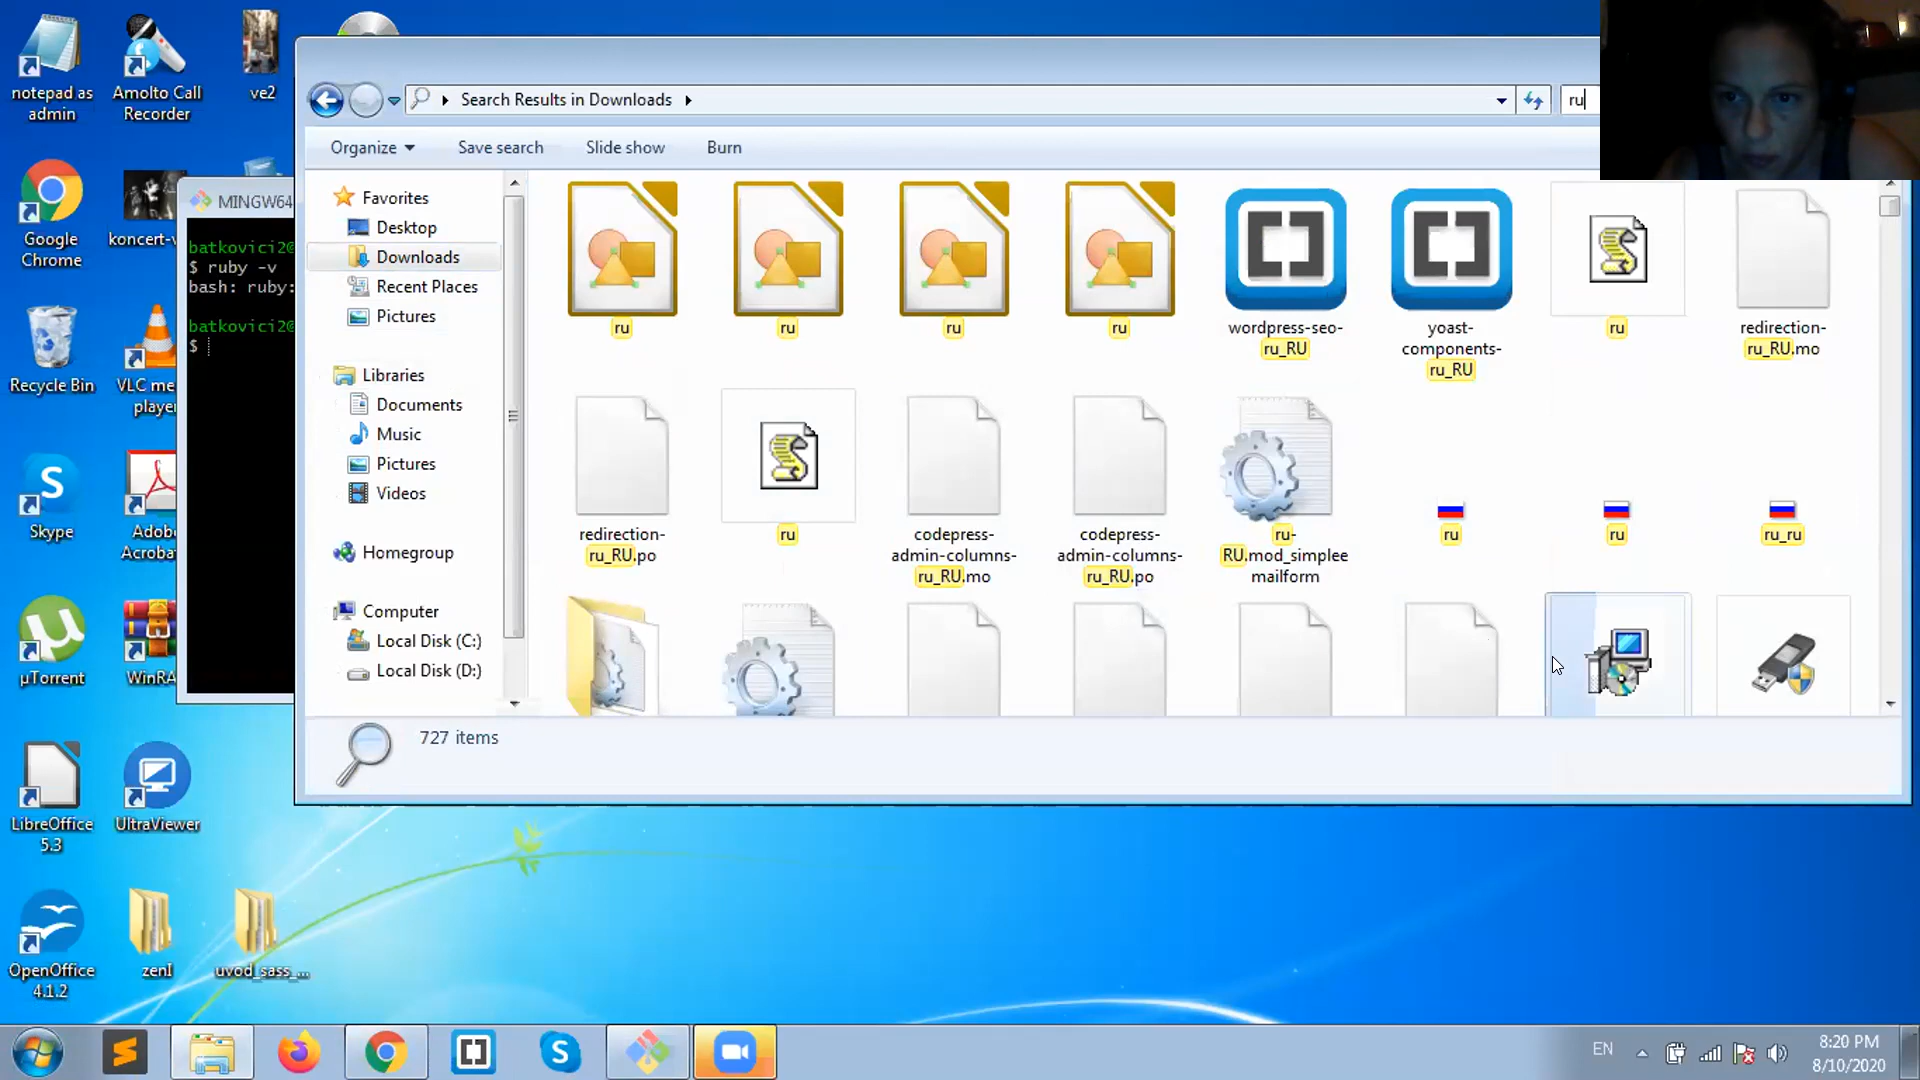 notepad as
admin
Amolto Call
Recorder
ve2
Google
Chrome
koncert-v
Recycle Bin
VLC me
player
Skype
Adob
Acrobat
µTorrent
WinRA
LibreOffice
5.3
UltraViewer
OpenOffice
4.1.2
zenI
uvod_sass_...
MINGW64
batkovici2@
$ ruby -v
bash: ruby:
batkovici2@
$
Search Results in Downloads
ru
Organize
Save search
Slide show
Burn
Favorites
Desktop
Downloads
Recent Places
Pictures
Libraries
Documents
Music
Pictures
Videos
Homegroup
Computer
Local Disk (C:)
Local Disk (D:)
ru
ru
ru
ru
wordpress-seo-
ru_RU
yoast-
components-
ru_RU
ru
redirection-
ru_RU.mo
redirection-
ru_RU.po
ru
codepress-
admin-columns-
ru_RU.mo
codepress-
admin-columns-
ru_RU.po
ru-
RU.mod_simplee
mailform
ru
ru
ru_ru
727 items
EN
8:20 PM
8/10/2020